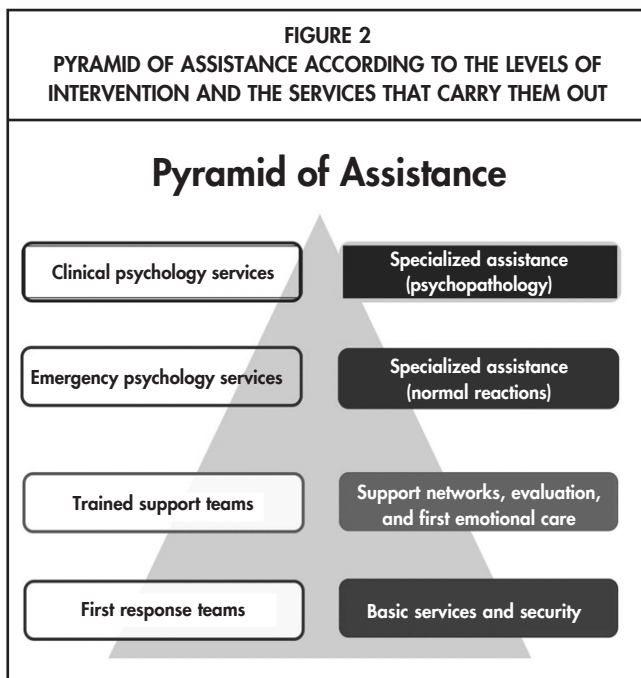 FIGURE 2
PYRAMID OF ASSISTANCE ACCORDING TO THE LEVELS OF
INTERVENTION AND THE SERVICES THAT CARRY THEM OUT
Pyramid of Assistance
Clinical psychology services
Specialized assistance
(psychopathology)
Emergency psychology services
Specialized assistance
(normal reactions)
Trained support teams
Support networks, evaluation,
and first emotional care
First response teams
Basic services and security